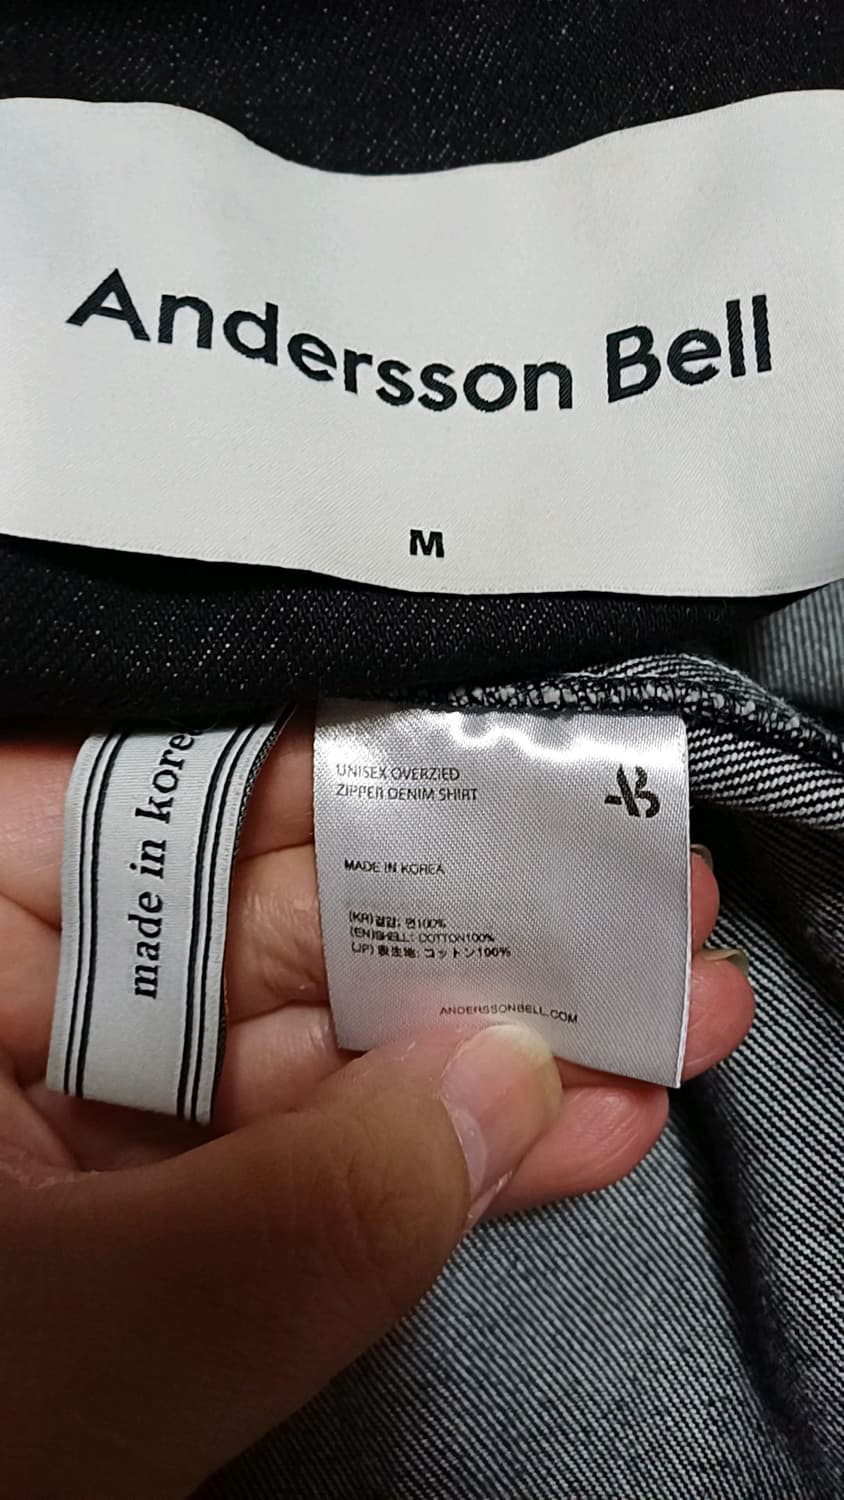 Andersson Bell
M
made in korea
UNISEX OVERZIED
ZIPPER DENIM SHIRT
MADE IN KOREA
(KR)겉감: 면100%
(EN)SHELL: COTTON100%
(JP) 表生地: コットン100%
ANDERSSONBELL.COM